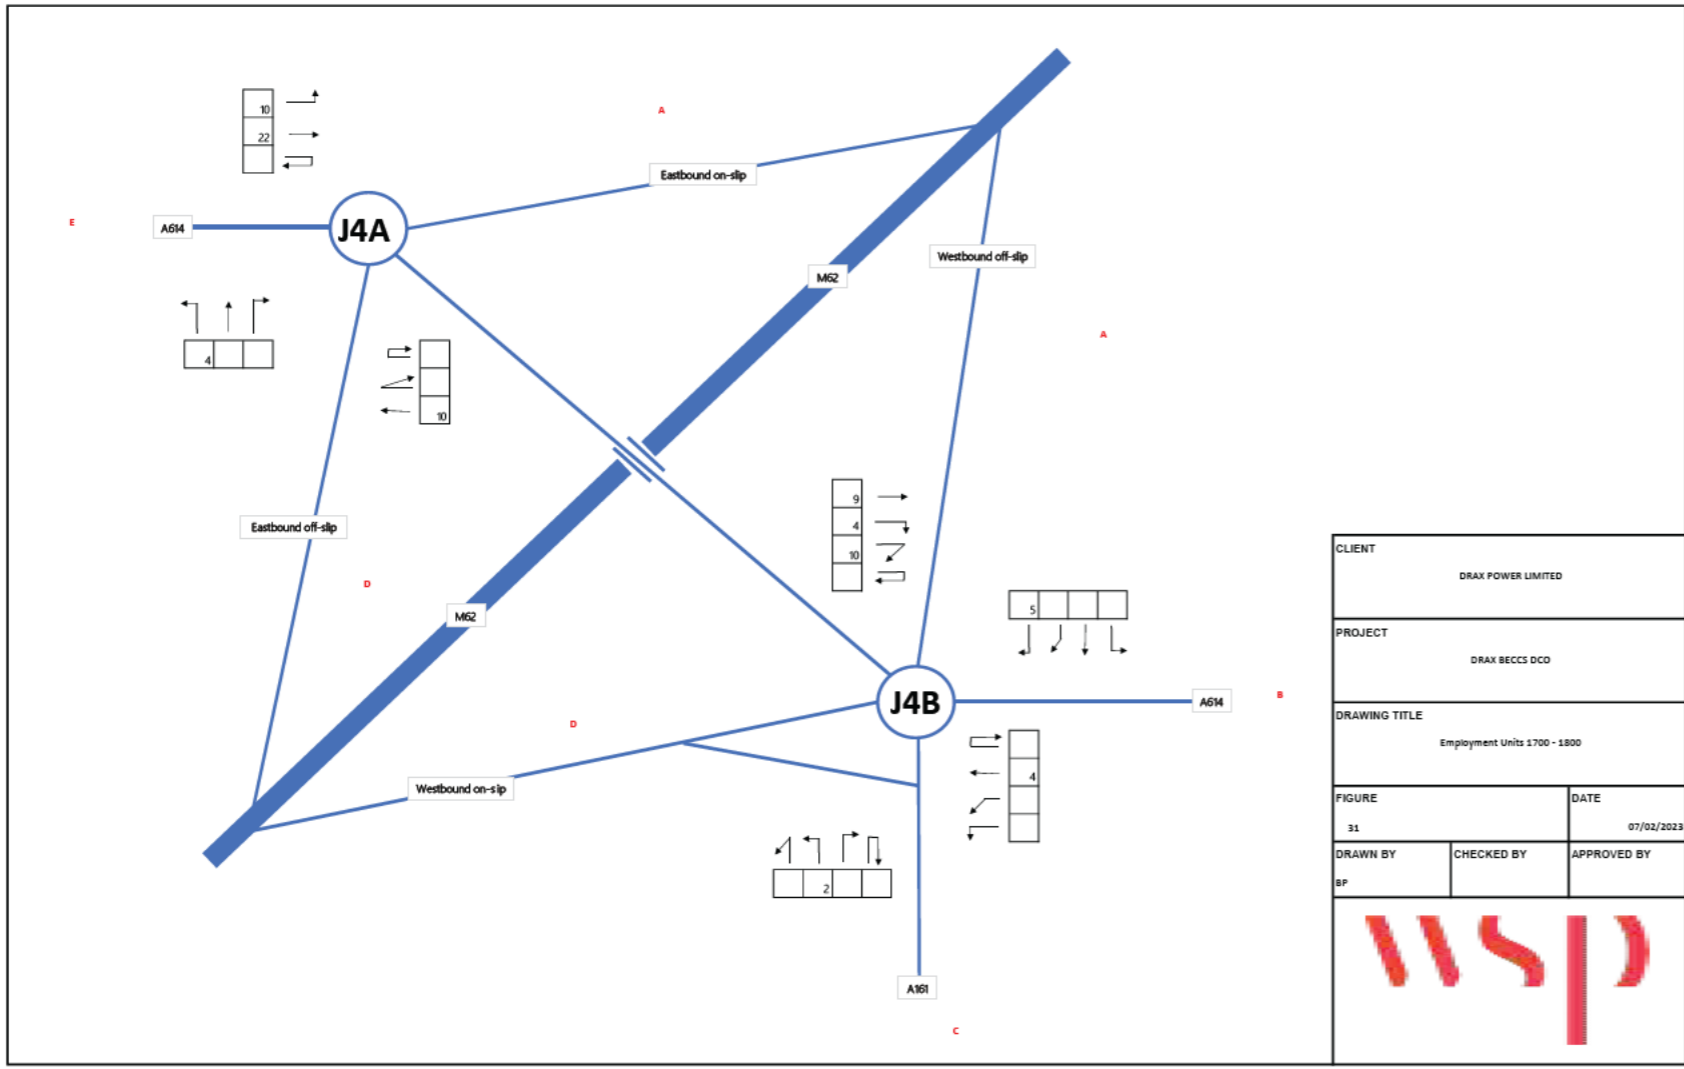 10
A
22
Eastbound on-slip
E
A614
J4A
Westbound off-slip
M62
A
4
10
9
4
10
Eastbound off-slip
D
5
M62
J4B
A614
B
D
4
Westbound on-slip
2
A161
C
CLIENT
DRAX POWER LIMITED
PROJECT
DRAX BECCS DCO
DRAWING TITLE
Employment Units 1700 - 1800
FIGURE
DATE
31
07/02/2023
DRAWN BY
CHECKED BY
APPROVED BY
BP
wsp